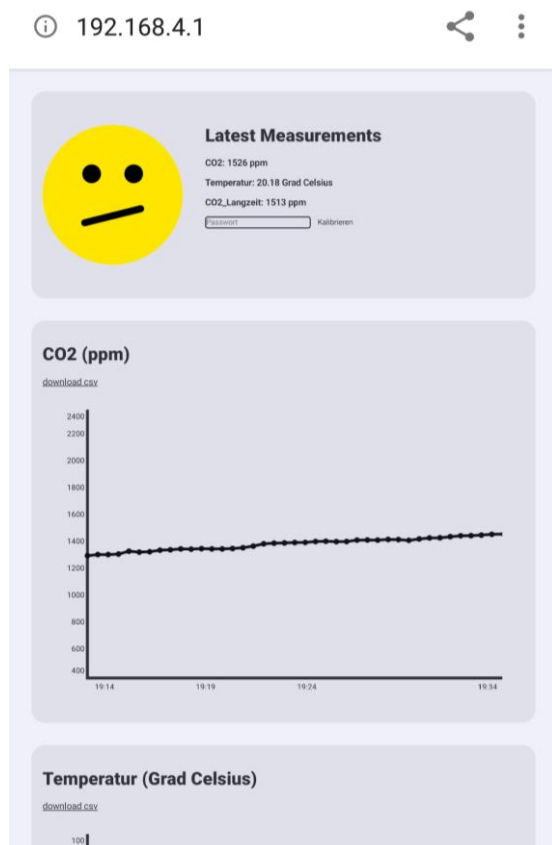 192.168.4.1
Latest Measurements
CO2: 1526 ppm
Temperatur: 20.18 Grad Celsius
CO2_Langzeit: 1513 ppm
Passwort Kalibrieren
CO2 (ppm)
download csv
2400
2200
2000
1800
1600
1400
1200
1000
800
600
400
19:14 19:19 19:24 19:34
Temperatur (Grad Celsius)
download csv
100